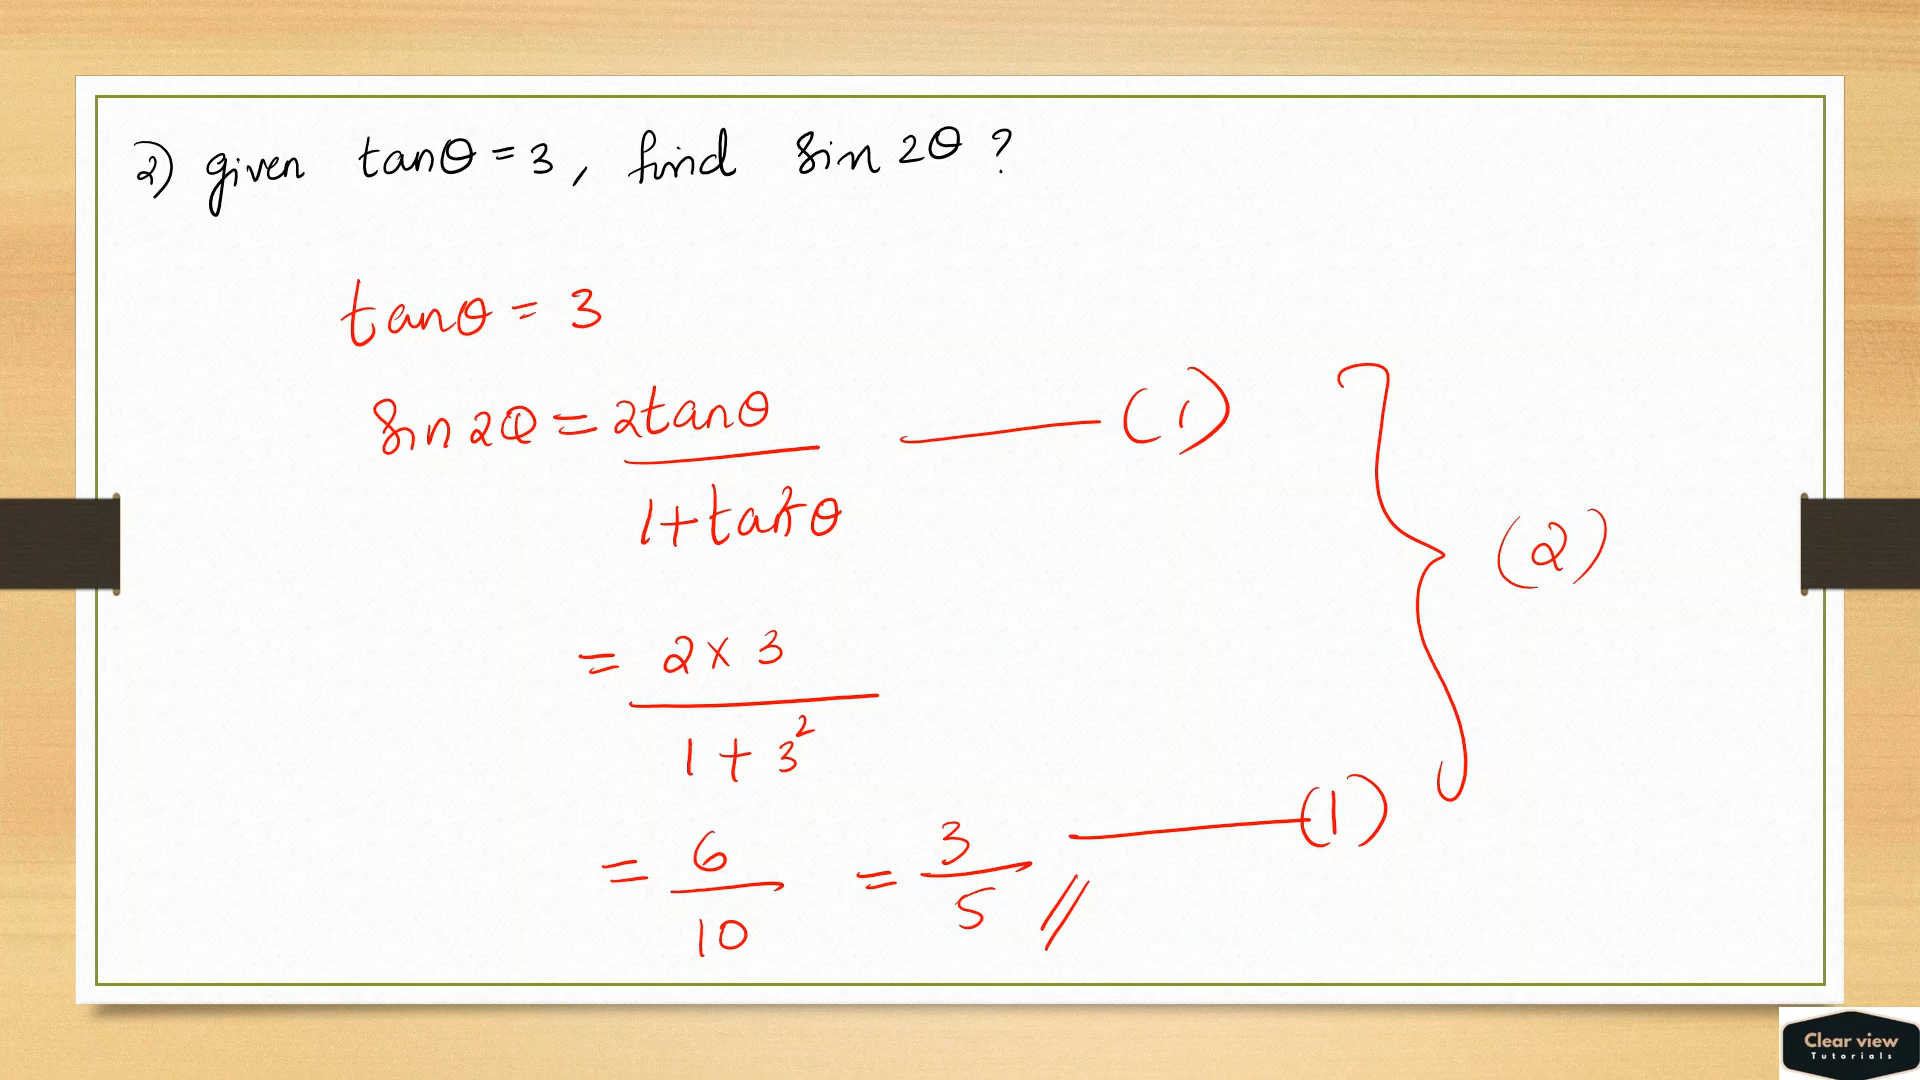 2) given tanθ = 3, find sin 2θ ?
tanθ = 3
sin 2θ = 2tanθ (1)
1+tan²θ
(2)
= 2 × 3
1 + 3²
= 6 = 3 (1)
10 5 //
Clear view
Tutorials